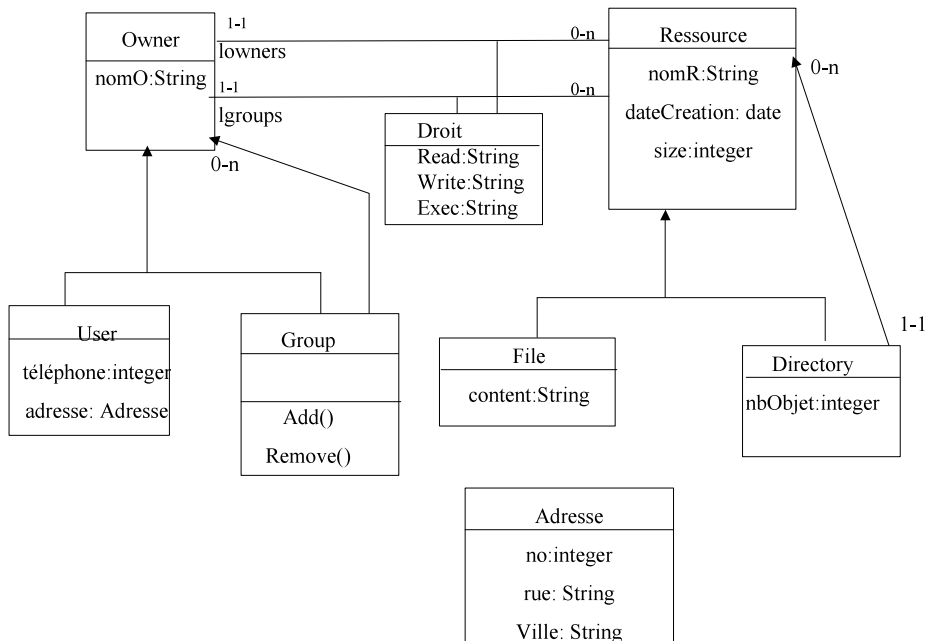 Owner
nomO:String
1-1
lowners
0-n
1-1
lgroups
0-n
0-n
Ressource
nomR:String
dateCreation: date
size:integer
0-n
Droit
Read:String
Write:String
Exec:String
User
téléphone:integer
adresse: Adresse
Group
Add()
Remove()
File
content:String
1-1
Directory
nbObjet:integer
Adresse
no:integer
rue: String
Ville: String